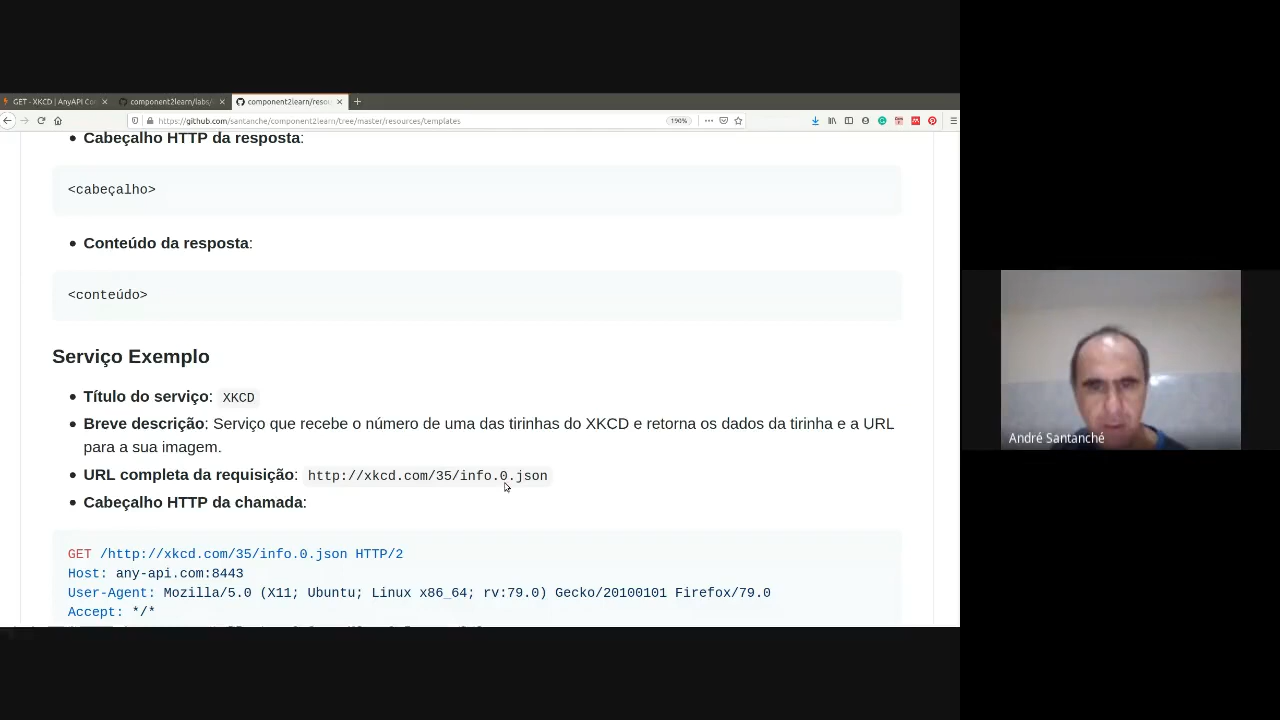 GET - XKCD | AnyAPI Co
component2learn/labs/
component2learn/resou
https://github.com/santanche/component2learn/tree/master/resources/templates
190%
Cabeçalho HTTP da resposta:
<cabeçalho>
Conteúdo da resposta:
<conteúdo>
Serviço Exemplo
Título do serviço: XKCD
Breve descrição: Serviço que recebe o número de uma das tirinhas do XKCD e retorna os dados da tirinha e a URL
para a sua imagem.
URL completa da requisição: http://xkcd.com/35/info.0.json
Cabeçalho HTTP da chamada:
GET /http://xkcd.com/35/info.0.json HTTP/2
Host: any-api.com:8443
User-Agent: Mozilla/5.0 (X11; Ubuntu; Linux x86_64; rv:79.0) Gecko/20100101 Firefox/79.0
Accept: */*
André Santanchè